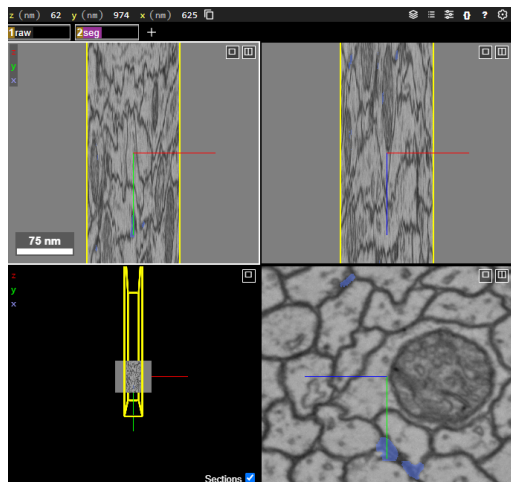 z (nm) 62 y (nm) 974 x (nm) 625
1raw 2seg +
z
y
x
75 nm
z
y
x
Sections